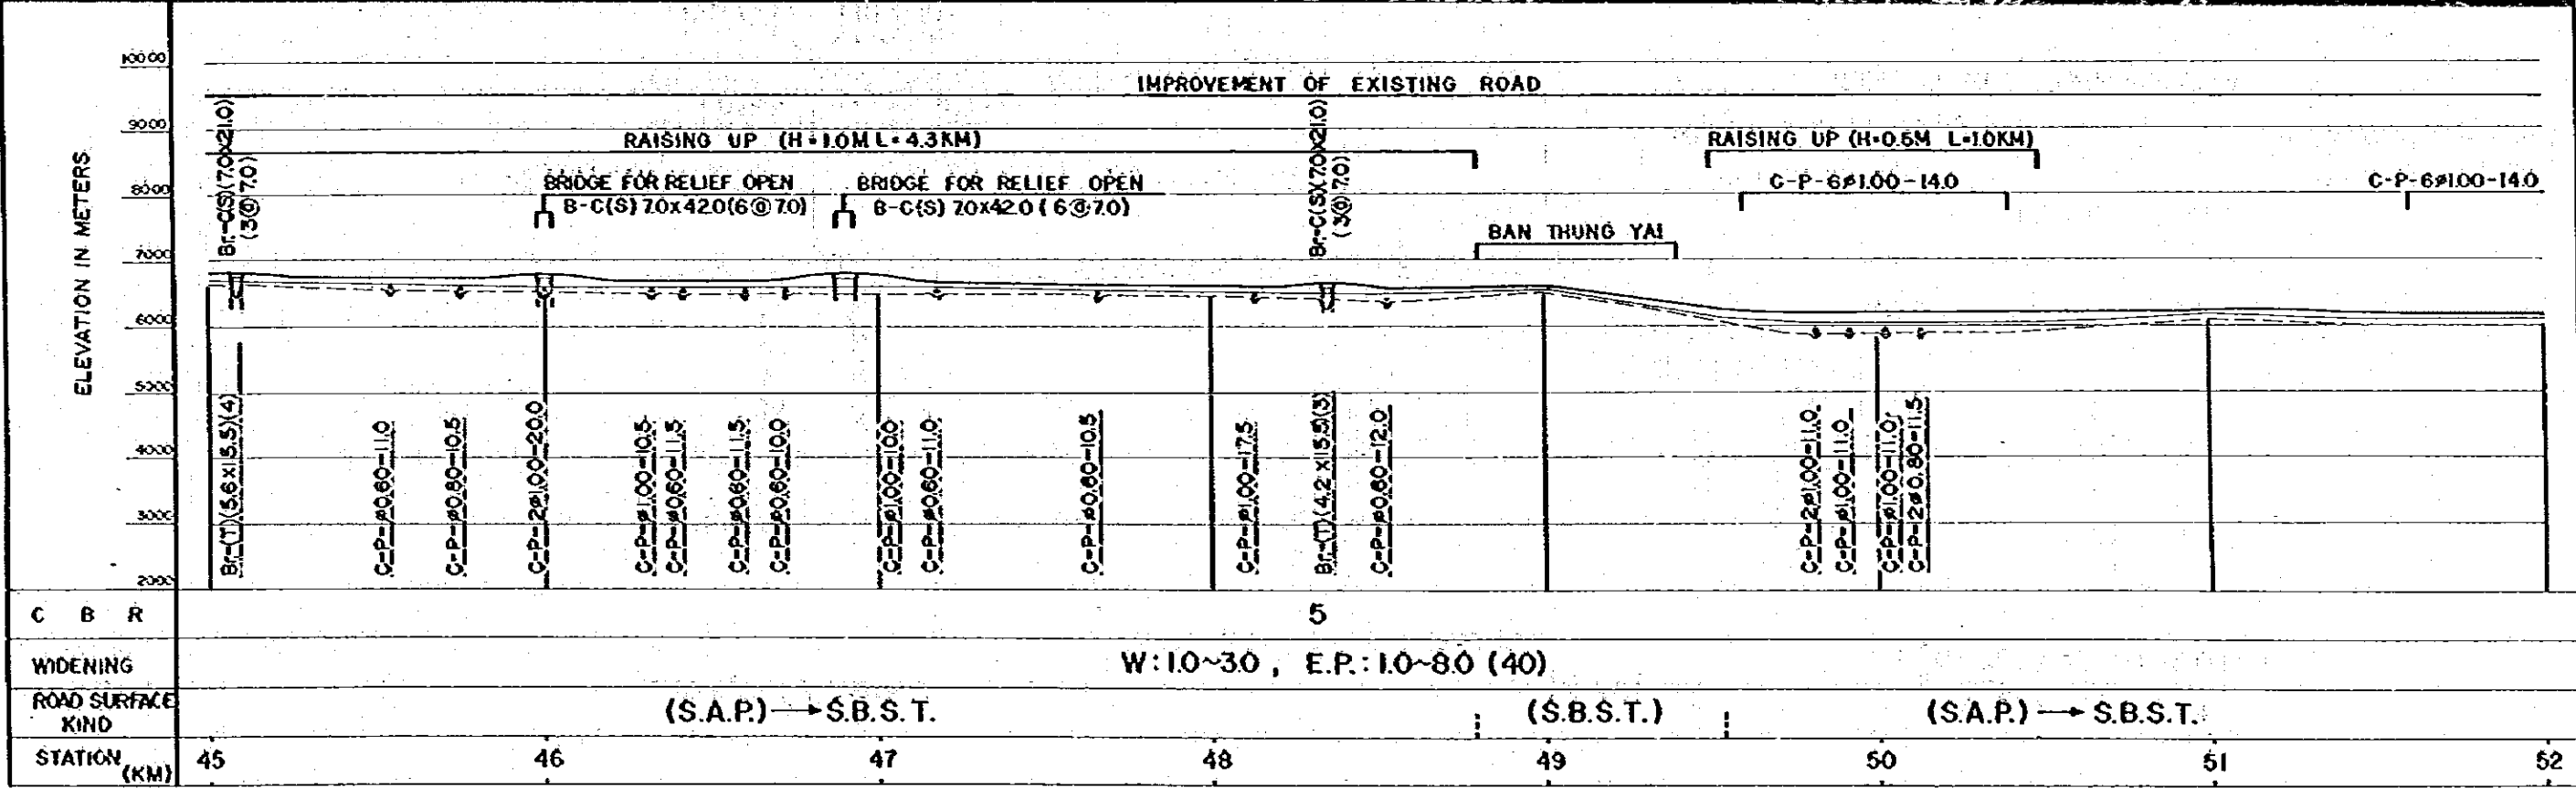 IMPROVEMENT OF EXISTING ROAD
RAISING UP (H=1.0M L=4.3KM)
RAISING UP (H=0.5M L=1.0KM)
BRIDGE FOR RELIEF OPEN
B-C(S) 7.0x42.0(6@7.0)
BRIDGE FOR RELIEF OPEN
B-C(S) 7.0x42.0 (6@7.0)
C-P-6ø1.00-14.0
C-P-6ø1.00-14.0
BAN THUNG YAI
Br.-C(S)(7.0x21.0)
(3@7.0)
Br.-C(S)(7.0x21.0)
(3@7.0)
ELEVATION IN METERS
100.00
90.00
80.00
70.00
60.00
50.00
40.00
30.00
20.00
Br.-(T)(3.6x15.5)(4)
C-P-ø0.60-11.0
C-P-ø0.80-10.5
C-P-2ø1.00-20.0
C-P-ø1.00-10.5
C-P-ø0.60-11.5
C-P-ø0.60-11.5
C-P-ø0.60-10.0
C-P-ø1.00-10.0
C-P-ø0.60-11.0
C-P-ø0.80-10.5
C-P-ø1.00-17.5
Br.-(T)(4.2x15.5)(3)
C-P-ø0.80-12.0
C-P-2ø1.00-11.0
C-P-ø1.00-11.0
C-P-ø1.00-11.0
C-P-2ø0.80-11.5
C B R 5
WIDENING W:1.0~3.0 , E.P.:1.0~8.0 (40)
ROAD SURFACE
KIND
(S.A.P.)→S.B.S.T. (S.B.S.T.) (S.A.P.)→S.B.S.T.
STATION (KM) 45 46 47 48 49 50 51 52